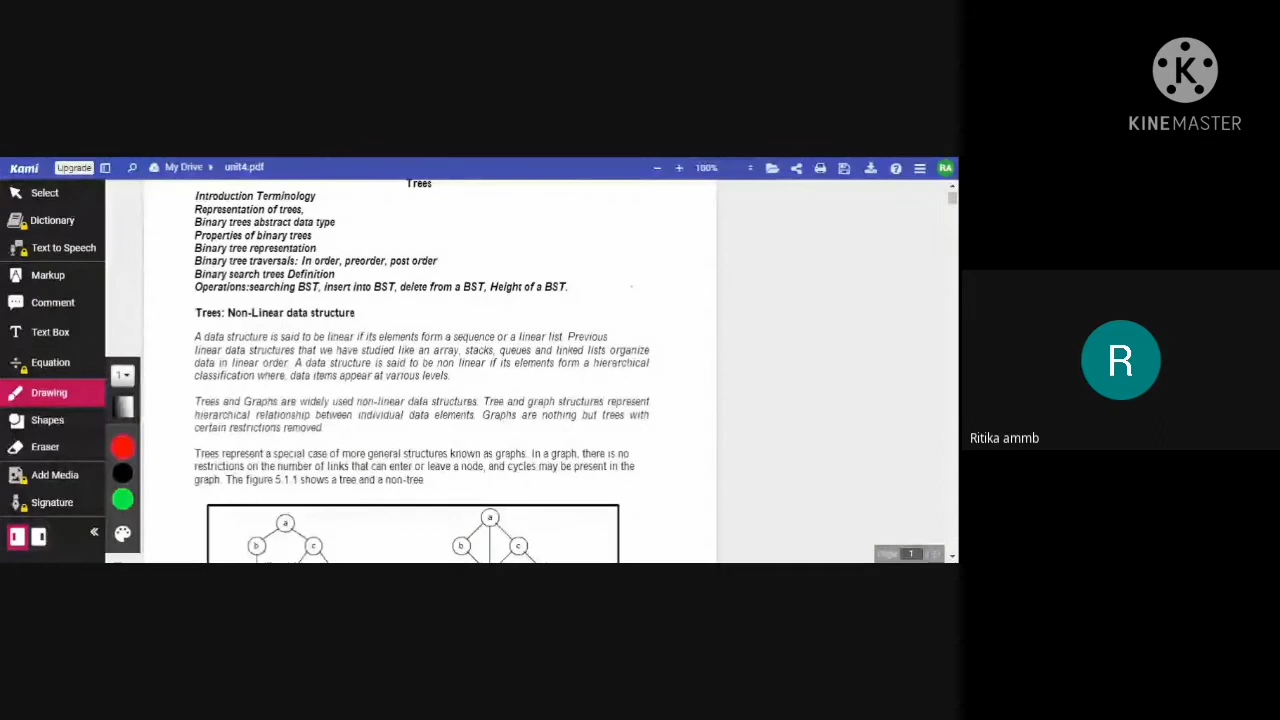 KINEMASTER
K
Kami
Upgrade
My Drive
unit4.pdf
100%
RA
Select
Dictionary
Text to Speech
Markup
Comment
Text Box
Equation
Drawing
Shapes
Eraser
Add Media
Signature
1
Trees
Introduction Terminology
Representation of trees,
Binary trees abstract data type
Properties of binary trees
Binary tree representation
Binary tree traversals: In order, preorder, post order
Binary search trees Definition
Operations:searching BST, insert into BST, delete from a BST, Height of a BST.
Trees: Non-Linear data structure
A data structure is said to be linear if its elements form a sequence or a linear list. Previous
linear data structures that we have studied like an array, stacks, queues and linked lists organize
data in linear order. A data structure is said to be non linear if its elements form a hierarchical
classification where, data items appear at various levels.
Trees and Graphs are widely used non-linear data structures. Tree and graph structures represent
hierarchical relationship between individual data elements. Graphs are nothing but trees with
certain restrictions removed.
Trees represent a special case of more general structures known as graphs. In a graph, there is no
restrictions on the number of links that can enter or leave a node, and cycles may be present in the
graph. The figure 5.1.1 shows a tree and a non-tree
a
b
c
a
b
c
Page 1
R
Ritika ammb